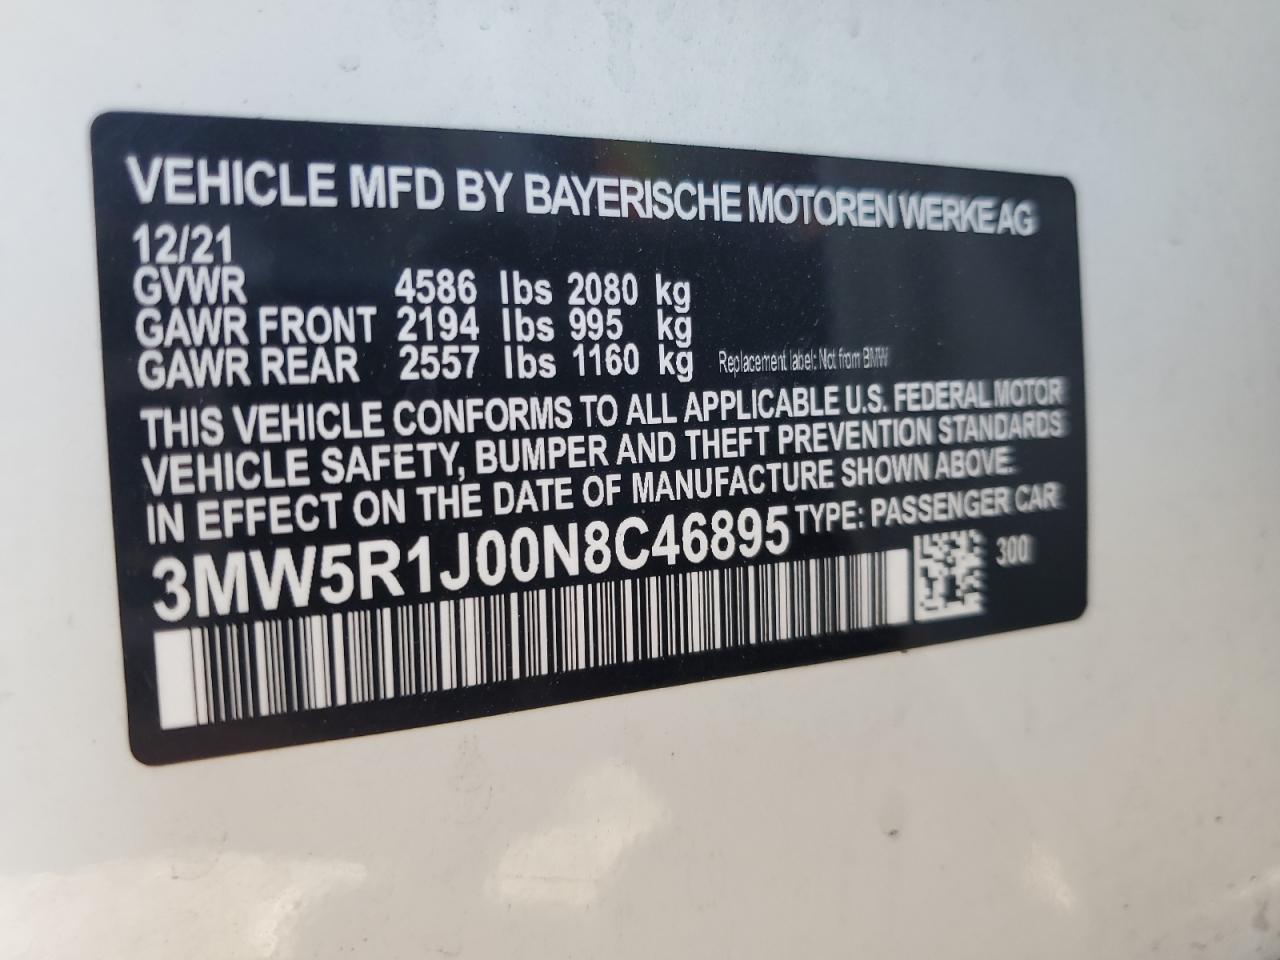 VEHICLE MFD BY BAYERISCHE MOTOREN WERKE AG
12/21
GVWR 4586 lbs 2080 kg
GAWR FRONT 2194 lbs 995 kg
GAWR REAR 2557 lbs 1160 kg Replacement label: Not from BMW
THIS VEHICLE CONFORMS TO ALL APPLICABLE U.S. FEDERAL MOTOR
VEHICLE SAFETY, BUMPER AND THEFT PREVENTION STANDARDS
IN EFFECT ON THE DATE OF MANUFACTURE SHOWN ABOVE.
3MW5R1J00N8C46895 TYPE: PASSENGER CAR
300